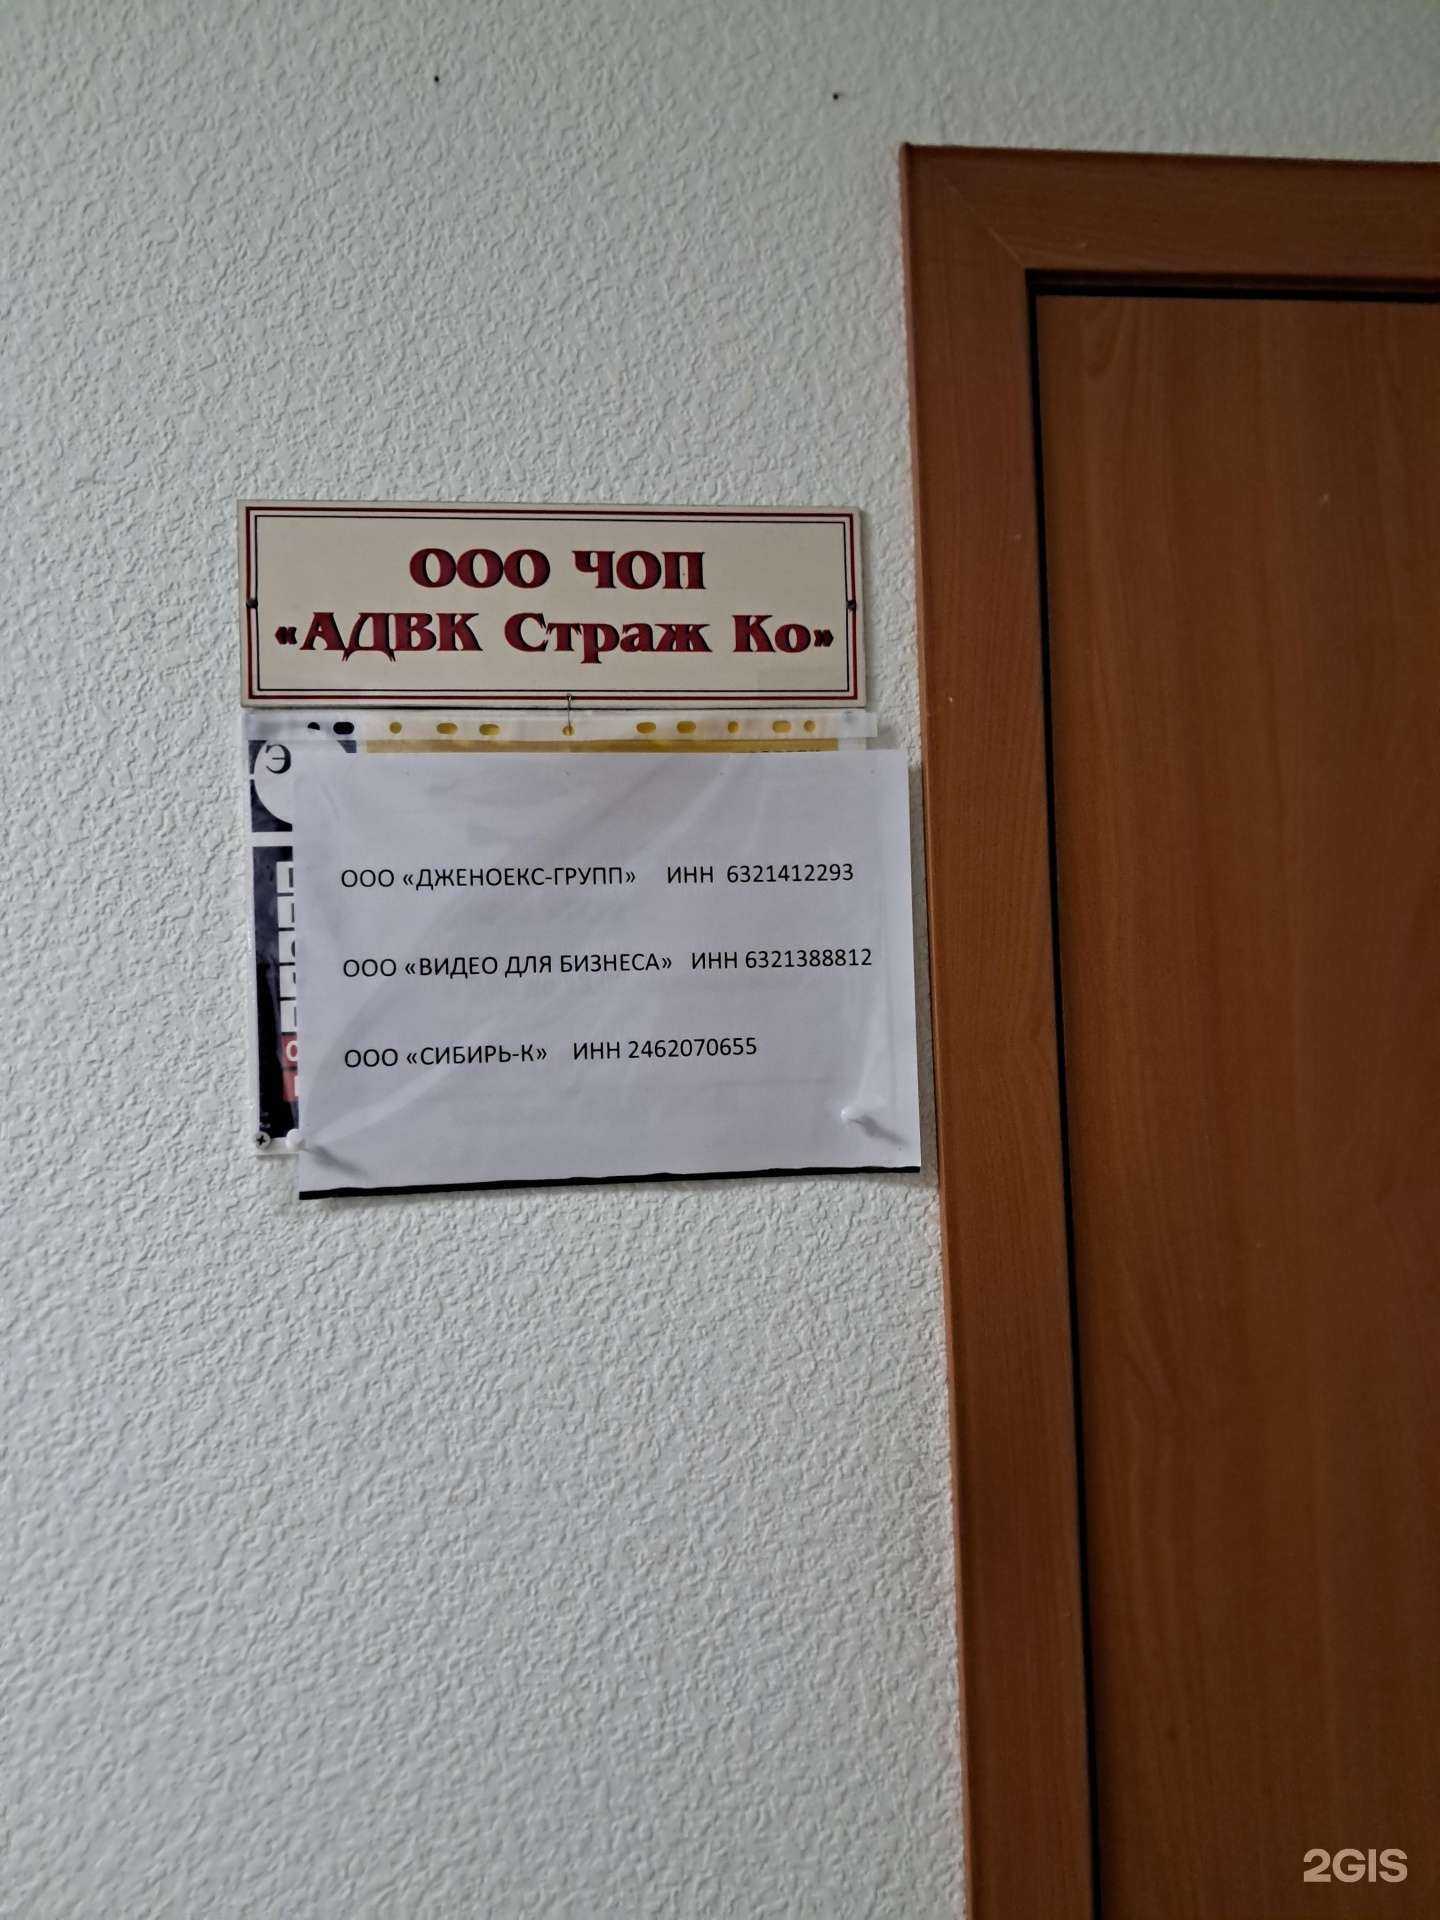 ООО ЧОП
«АДВК Страж Ко»
Э
ООО «ДЖЕНОЕКС-ГРУПП» ИНН 6321412293
ООО «ВИДЕО ДЛЯ БИЗНЕСА» ИНН 6321388812
ООО «СИБИРЬ-К» ИНН 2462070655
2GIS